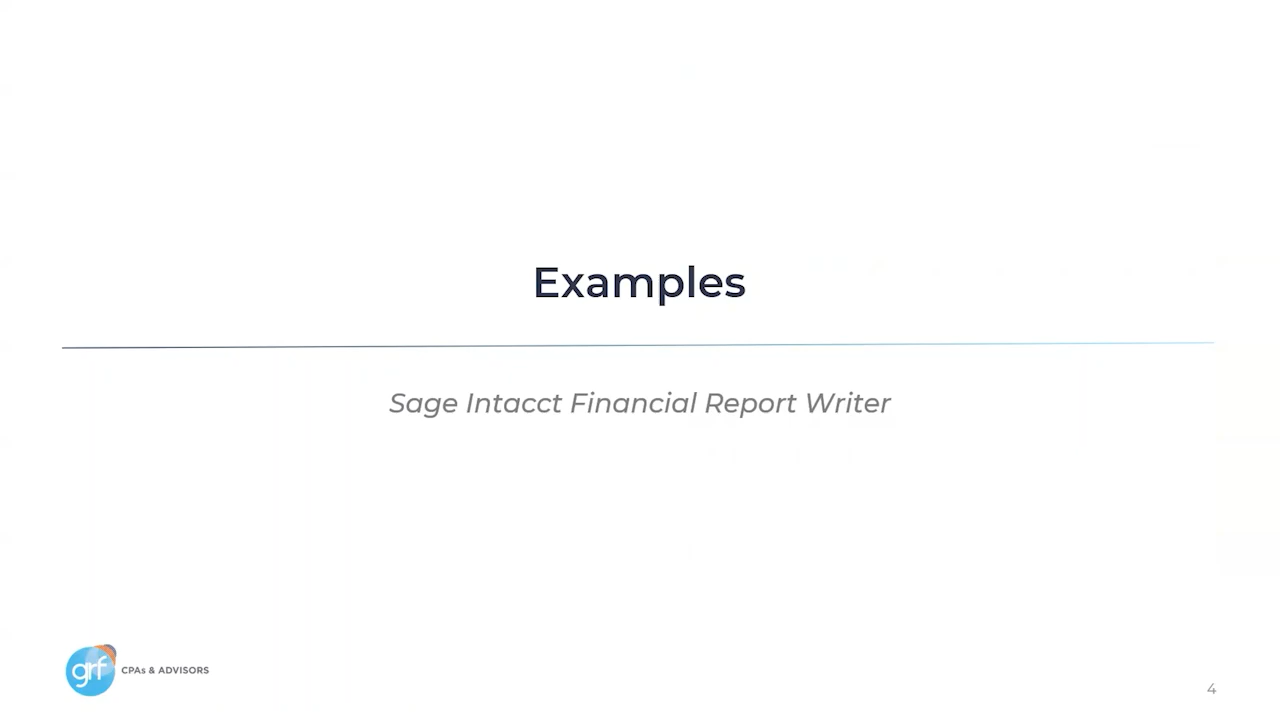 Examples
Sage Intacct Financial Report Writer
grf
CPAs & ADVISORS
4